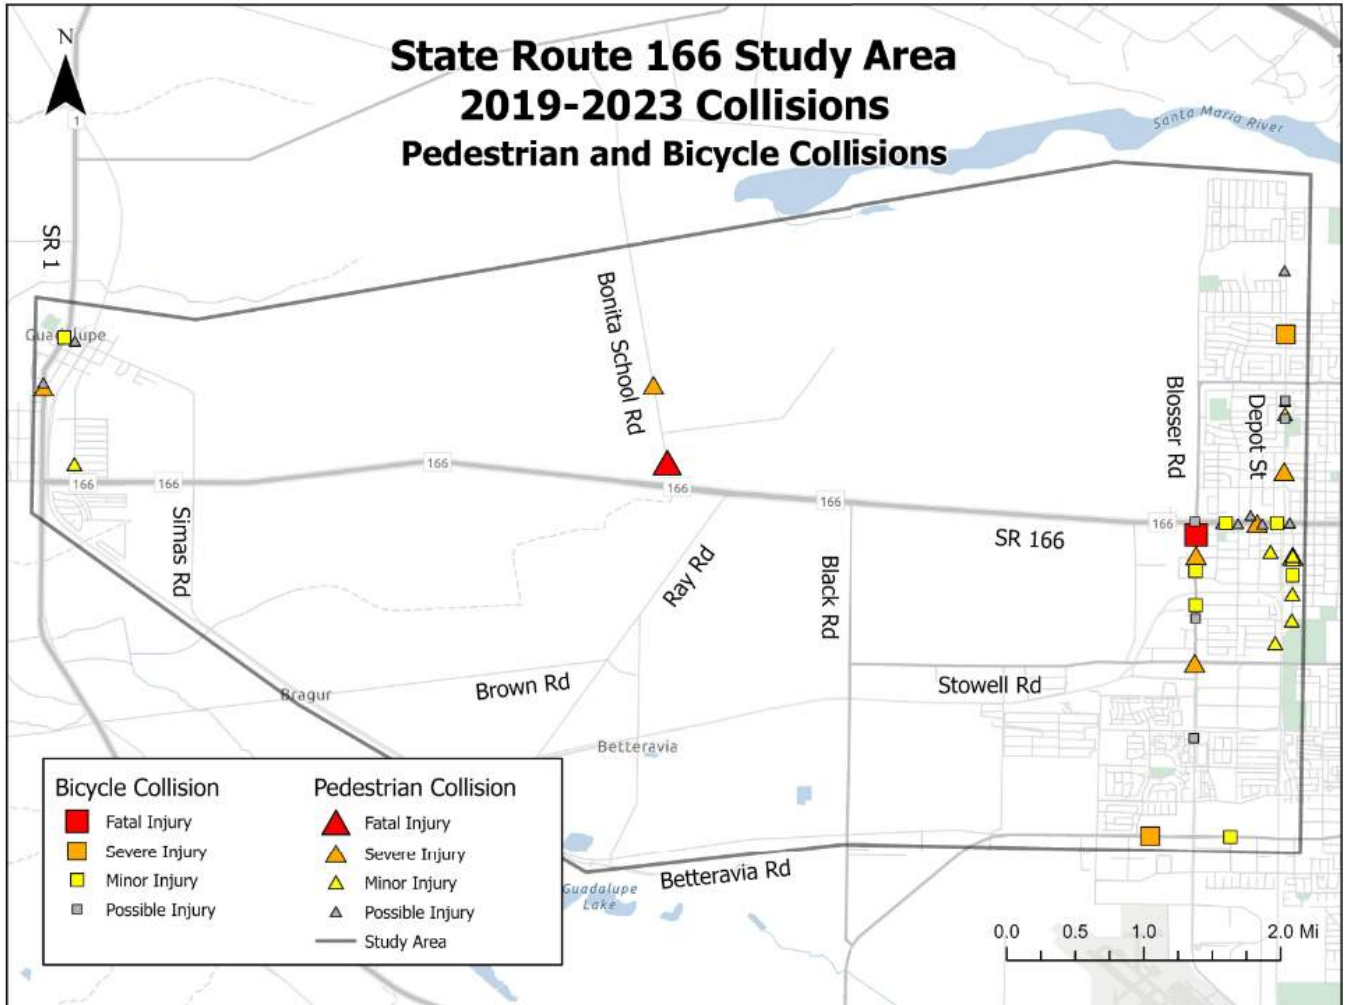 State Route 166 Study Area
2019-2023 Collisions
Pedestrian and Bicycle Collisions
N
1
Santa Maria River
SR 1
Guadalupe
Bonita School Rd
Blosser Rd
Depot St
166
166
166
166
166
166
SR 166
Simas Rd
Ray Rd
Black Rd
Brown Rd
Stowell Rd
Bragur
Betteravia
Betteravia Rd
Guadalupe
Lake
Bicycle Collision
Fatal Injury
Severe Injury
Minor Injury
Possible Injury
Pedestrian Collision
Fatal Injury
Severe Injury
Minor Injury
Possible Injury
Study Area
0.0 0.5 1.0 2.0 Mi